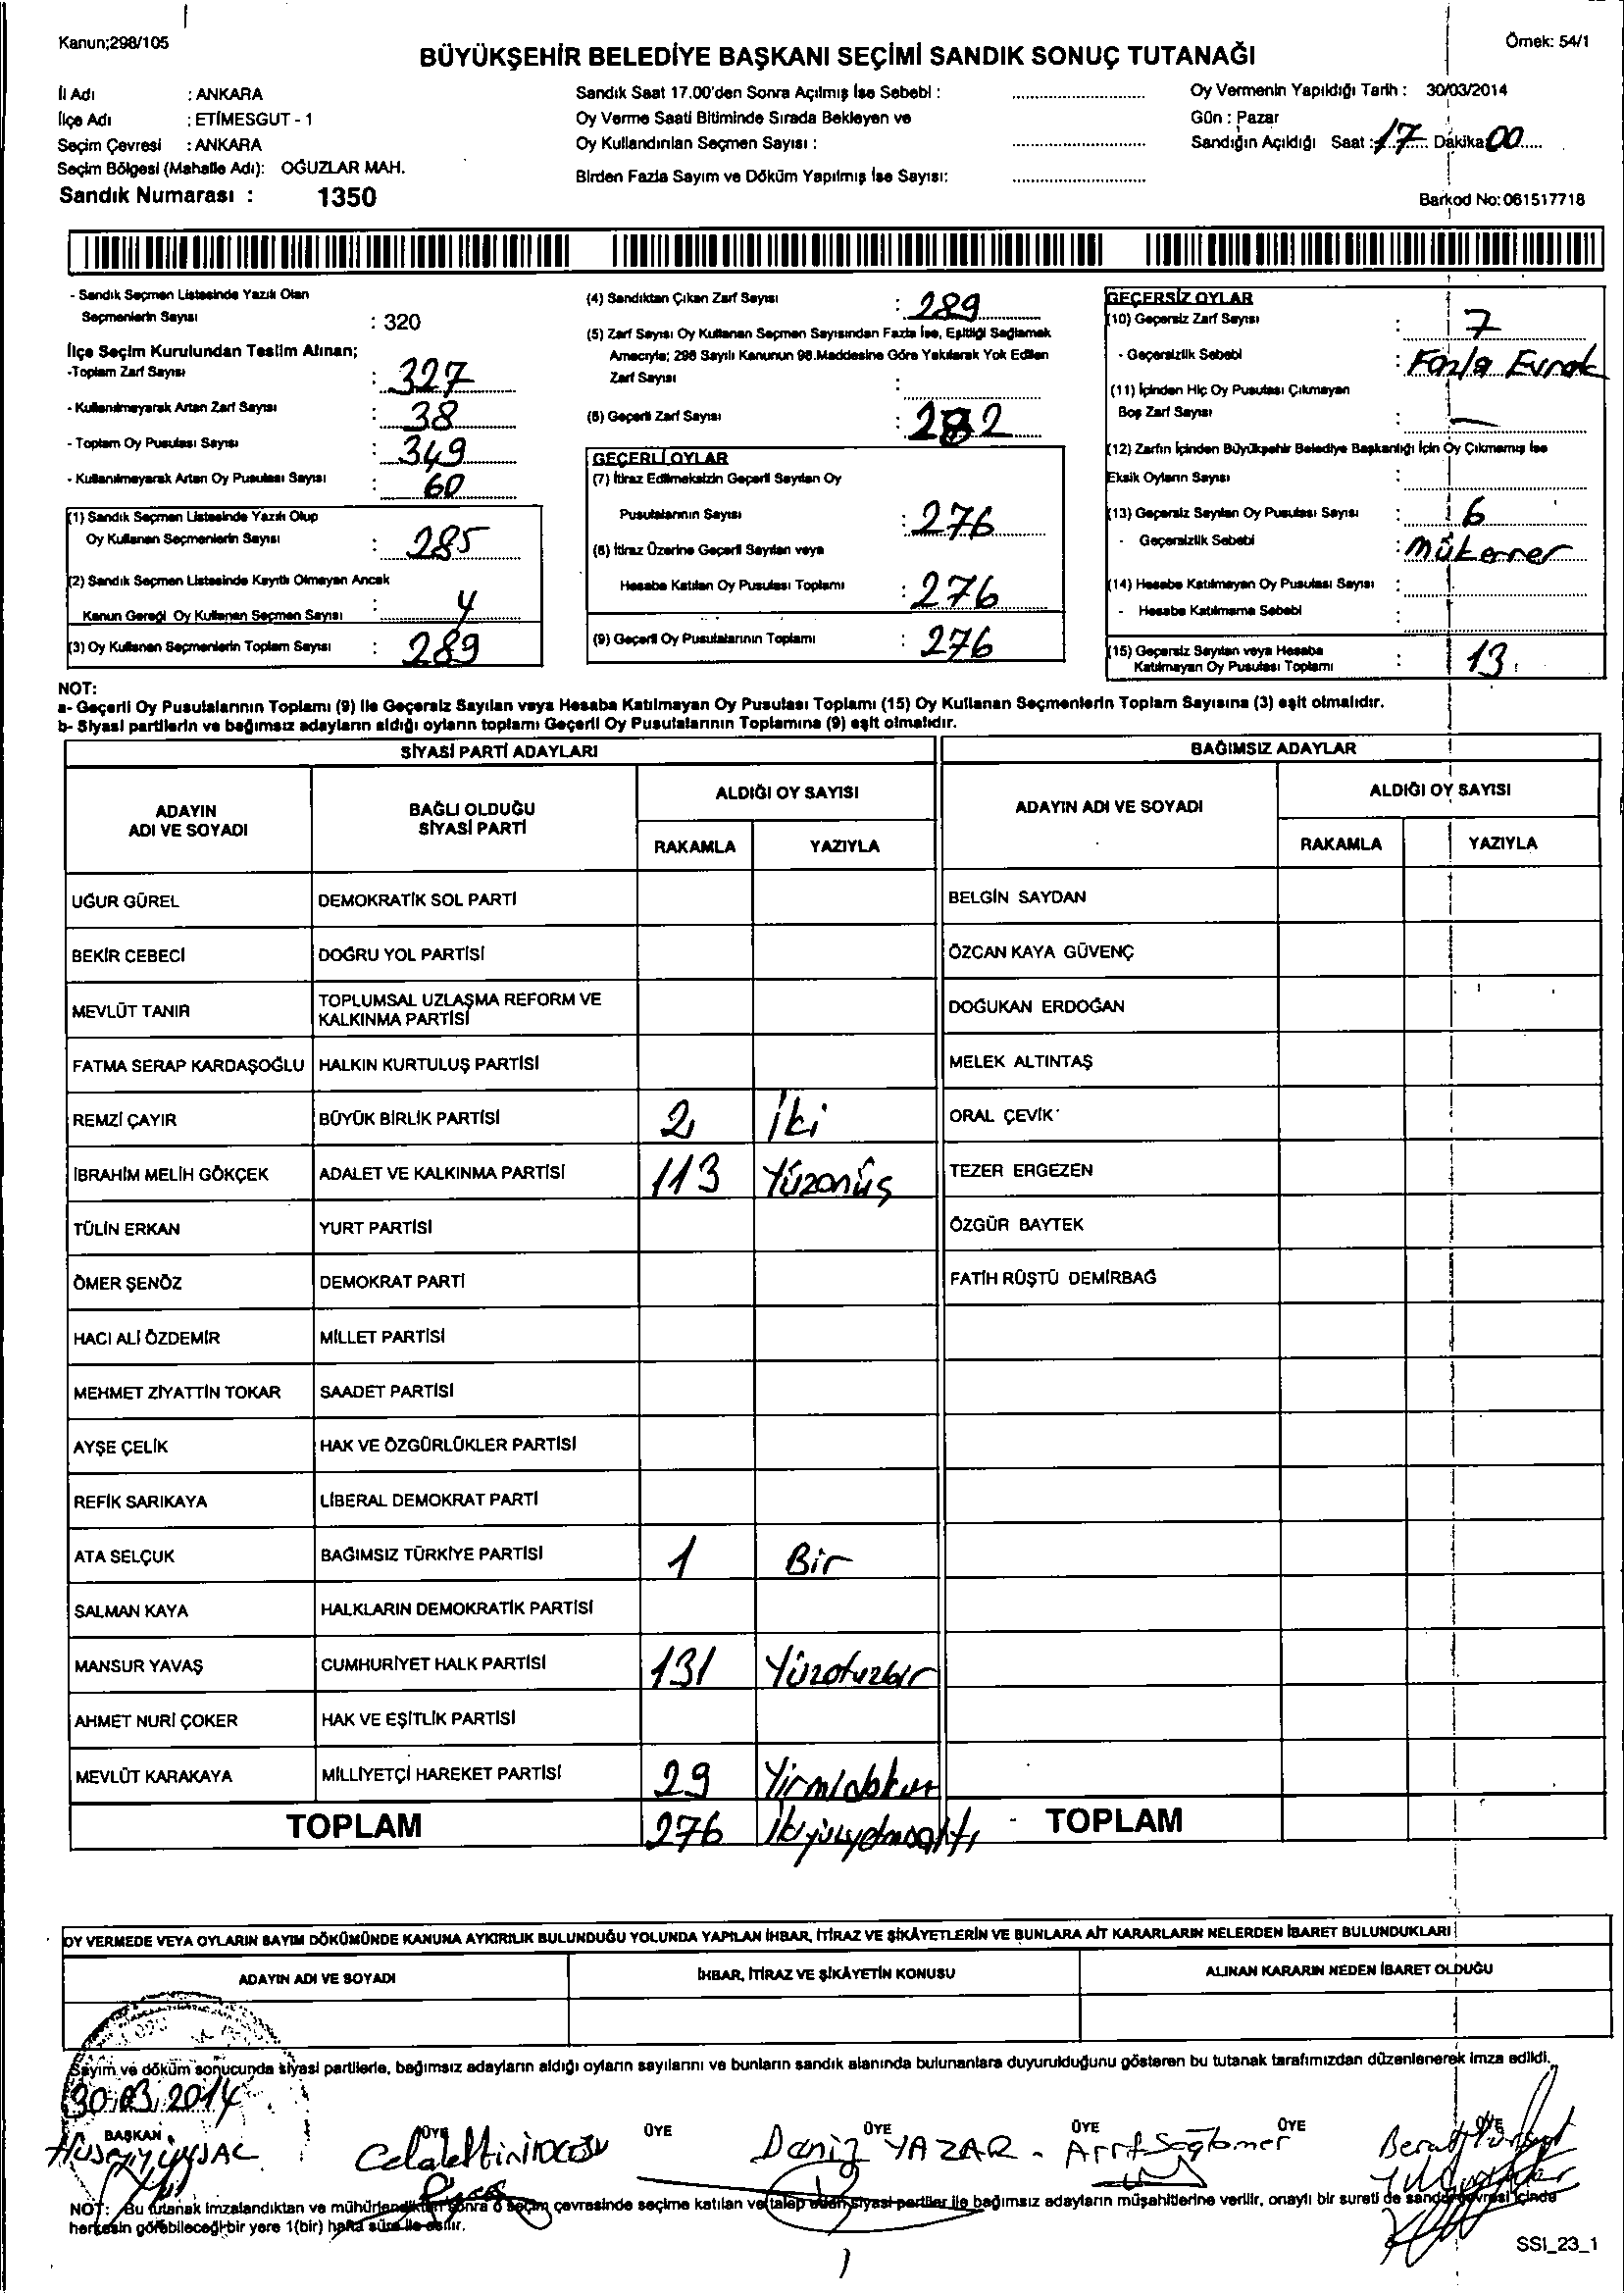 Kanun;298/105
Örnek: 54/1
BÜYÜKŞEHİR BELEDİYE BAŞKANI SEÇİMİ SANDIK SONUÇ TUTANAĞI
İl Adı : ANKARA
İlçe Adı : ETİMESGUT - 1
Seçim Çevresi : ANKARA
Seçim Bölgesi (Mahalle Adı): OĞUZLAR MAH.
Sandık Numarası : 1350
Sandık Saat 17.00'den Sonra Açılmış İse Sebebi :
Oy Verme Saati Bitiminde Sırada Bekleyen ve
Oy Kullandırılan Seçmen Sayısı :
Birden Fazla Sayım ve Döküm Yapılmış İse Sayısı:
Oy Vermenin Yapıldığı Tarih : 30/03/2014
Gün : Pazar
Sandığın Açıldığı Saat : 17 Dakika 00
Barkod No: 061517718
- Sandık Seçmen Listesinde Yazılı Olan
Seçmenlerin Sayısı : 320
İlçe Seçim Kurulundan Teslim Alınan;
-Toplam Zarf Sayısı : 327
- Kullanılmayarak Artan Zarf Sayısı : 38
- Toplam Oy Pusulası Sayısı : 349
- Kullanılmayarak Artan Oy Pusulası Sayısı : 60
(1) Sandık Seçmen Listesinde Yazılı Olup
Oy Kullanan Seçmenlerin Sayısı : 285
(2) Sandık Seçmen Listesinde Kayıtlı Olmayan Ancak
Kanun Gereği Oy Kullanan Seçmen Sayısı : 4
(3) Oy Kullanan Seçmenlerin Toplam Sayısı : 289
(4) Sandıktan Çıkan Zarf Sayısı : 289
(5) Zarf Sayısı Oy Kullanan Seçmen Sayısından Fazla İse, Eşitliği Sağlamak
Amacıyla; 298 Sayılı Kanunun 98.Maddesine Göre Yakılarak Yok Edilen
Zarf Sayısı :
(6) Geçerli Zarf Sayısı : 282
GEÇERLİ OYLAR
(7) İtiraz Edilmeksizin Geçerli Sayılan Oy
Pusulalarının Sayısı : 276
(8) İtiraz Üzerine Geçerli Sayılan veya
Hesaba Katılan Oy Pusulası Toplamı : 276
(9) Geçerli Oy Pusulalarının Toplamı : 276
GEÇERSİZ OYLAR
(10) Geçersiz Zarf Sayısı : 7
- Geçersizlik Sebebi : Fazla Evrak
(11) İçinden Hiç Oy Pusulası Çıkmayan
Boş Zarf Sayısı : —
(12) Zarfın İçinden Büyükşehir Belediye Başkanlığı İçin Oy Çıkmamış İse
Eksik Oyların Sayısı :
(13) Geçersiz Sayılan Oy Pusulası Sayısı : 6
- Geçersizlik Sebebi : mükerrer
(14) Hesaba Katılmayan Oy Pusulası Sayısı :
- Hesaba Katılmama Sebebi :
(15) Geçersiz Sayılan veya Hesaba
Katılmayan Oy Pusulası Toplamı : 13
NOT:
a- Geçerli Oy Pusulalarının Toplamı (9) ile Geçersiz Sayılan veya Hesaba Katılmayan Oy Pusulası Toplamı (15) Oy Kullanan Seçmenlerin Toplam Sayısına (3) eşit olmalıdır.
b- Siyasi partilerin ve bağımsız adayların aldığı oyların toplamı Geçerli Oy Pusulalarının Toplamına (9) eşit olmalıdır.
SİYASİ PARTİ ADAYLARI BAĞIMSIZ ADAYLAR
ADAYIN ADI VE SOYADI
BAĞLI OLDUĞU SİYASİ PARTİ
ALDIĞI OY SAYISI
RAKAMLA YAZIYLA
ADAYIN ADI VE SOYADI
ALDIĞI OY SAYISI
RAKAMLA YAZIYLA
UĞUR GÜREL DEMOKRATİK SOL PARTİ BELGİN SAYDAN
BEKİR CEBECİ DOĞRU YOL PARTİSİ ÖZCAN KAYA GÜVENÇ
MEVLÜT TANIR TOPLUMSAL UZLAŞMA REFORM VE KALKINMA PARTİSİ DOĞUKAN ERDOĞAN
FATMA SERAP KARDAŞOĞLU HALKIN KURTULUŞ PARTİSİ MELEK ALTINTAŞ
REMZİ ÇAYIR BÜYÜK BİRLİK PARTİSİ 2 iki ORAL ÇEVİK
İBRAHİM MELİH GÖKÇEK ADALET VE KALKINMA PARTİSİ 113 Yüzonüş TEZER ERGEZEN
TÜLİN ERKAN YURT PARTİSİ ÖZGÜR BAYTEK
ÖMER ŞENÖZ DEMOKRAT PARTİ FATİH RÜŞTÜ DEMİRBAĞ
HACI ALİ ÖZDEMİR MİLLET PARTİSİ
MEHMET ZİYATTİN TOKAR SAADET PARTİSİ
AYŞE ÇELİK HAK VE ÖZGÜRLÜKLER PARTİSİ
REFİK SARIKAYA LİBERAL DEMOKRAT PARTİ
ATA SELÇUK BAĞIMSIZ TÜRKİYE PARTİSİ 1 Bir
SALMAN KAYA HALKLARIN DEMOKRATİK PARTİSİ
MANSUR YAVAŞ CUMHURİYET HALK PARTİSİ 131 Yüzotuzbir
AHMET NURİ ÇOKER HAK VE EŞİTLİK PARTİSİ
MEVLÜT KARAKAYA MİLLİYETÇİ HAREKET PARTİSİ 29 Yirmidokuz
TOPLAM 276 ikiyüzyetmişaltı TOPLAM
OY VERMEDE VEYA OYLARIN SAYIM DÖKÜMÜNDE KANUNA AYKIRILIK BULUNDUĞU YOLUNDA YAPILAN İHBAR, İTİRAZ VE ŞİKÂYETLERİN VE BUNLARA AİT KARARLARIN NELERDEN İBARET BULUNDUKLARI
ADAYIN ADI VE SOYADI İHBAR, İTİRAZ VE ŞİKÂYETİN KONUSU ALINAN KARARIN NEDEN İBARET OLDUĞU
Sayım ve döküm sonucunda siyasi partilerle, bağımsız adayların aldığı oyların sayılarını ve bunların sandık alanında bulunanlara duyurulduğunu gösteren bu tutanak tarafımızdan düzenlenerek imza edildi.
30.03.2014
BAŞKAN ÜYE ÜYE ÜYE ÜYE ÜYE ÜYE
Deniz YAZAR
NOT: Bu tutanak imzalandıktan ve mühürlendikten sonra o seçim çevresinde seçime katılan ve talep eden siyasi partiler ile bağımsız adayların müşahitlerine verilir, onaylı bir sureti de sandık çevresi içinde
herkesin görebileceği bir yere 1(bir) hafta süre ile asılır.
SSI_23_1